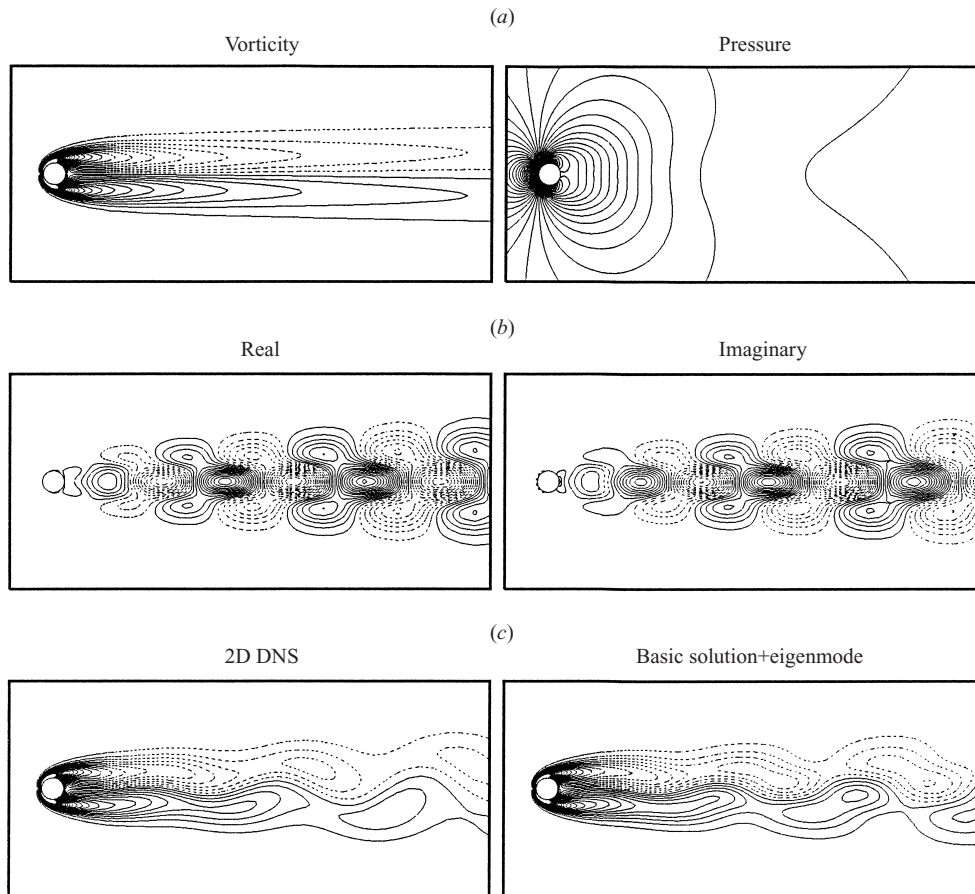 (a)
Vorticity
Pressure
(b)
Real
Imaginary
(c)
2D DNS
Basic solution+eigenmode